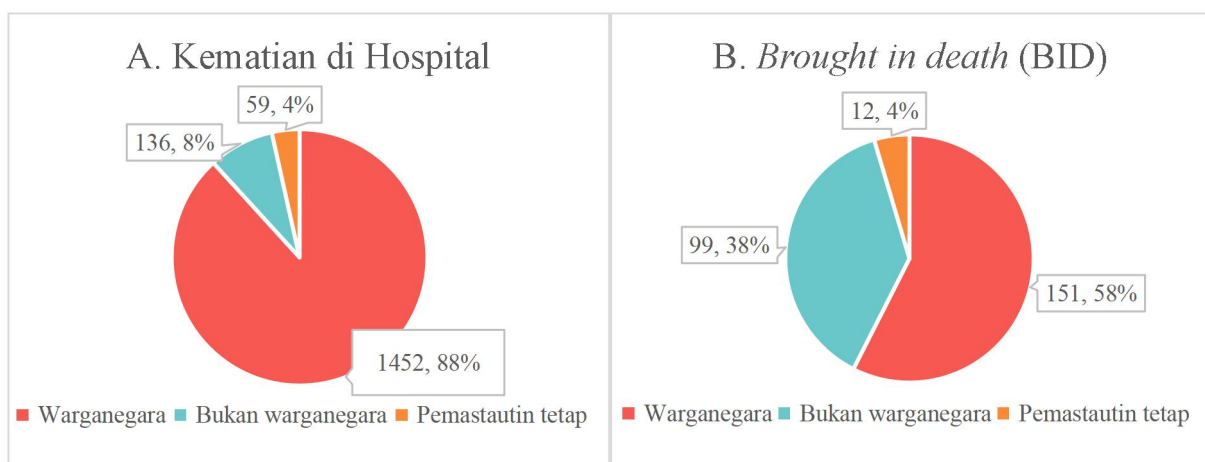 A. Kematian di Hospital
59, 4%
136, 8%
1452, 88%
Warganegara Bukan warganegara Pemastautin tetap
B. Brought in death (BID)
12, 4%
99, 38%
151, 58%
Warganegara Bukan warganegara Pemastautin tetap